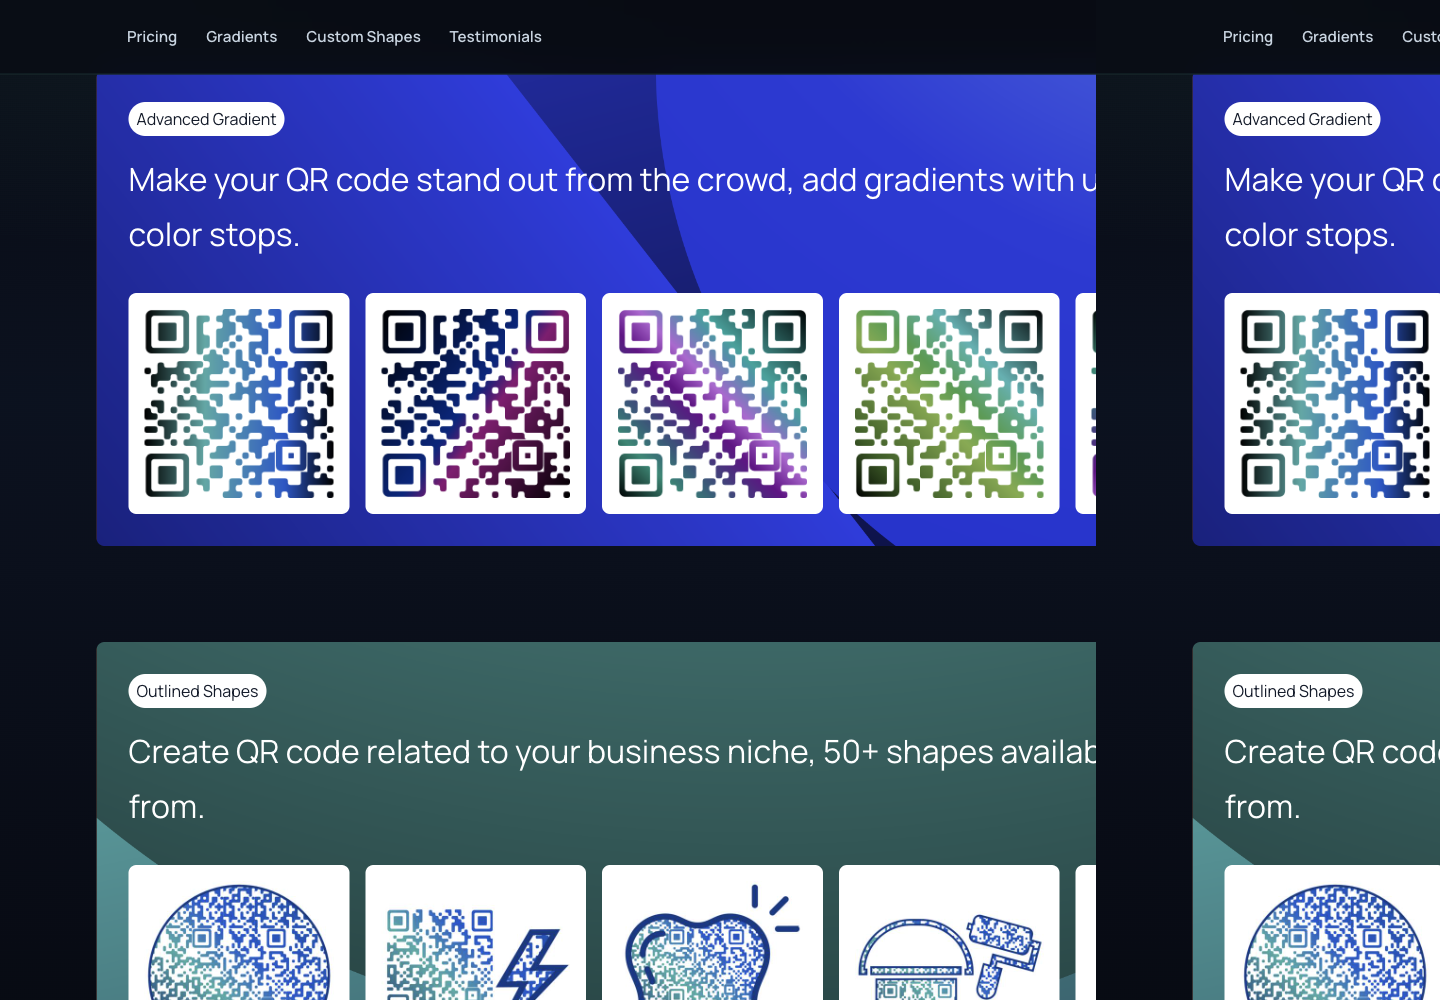 Pricing Gradients Custom Shapes Testimonials Pricing Gradients
Advanced Gradient
Make your QR code stand out from the crowd, add gradients with
color stops.
Advanced Gradient
Make your QR
color stops.
Outlined Shapes
Create QR code related to your business niche, 50+ shapes
from.
Outlined Shapes
Create QR
from.